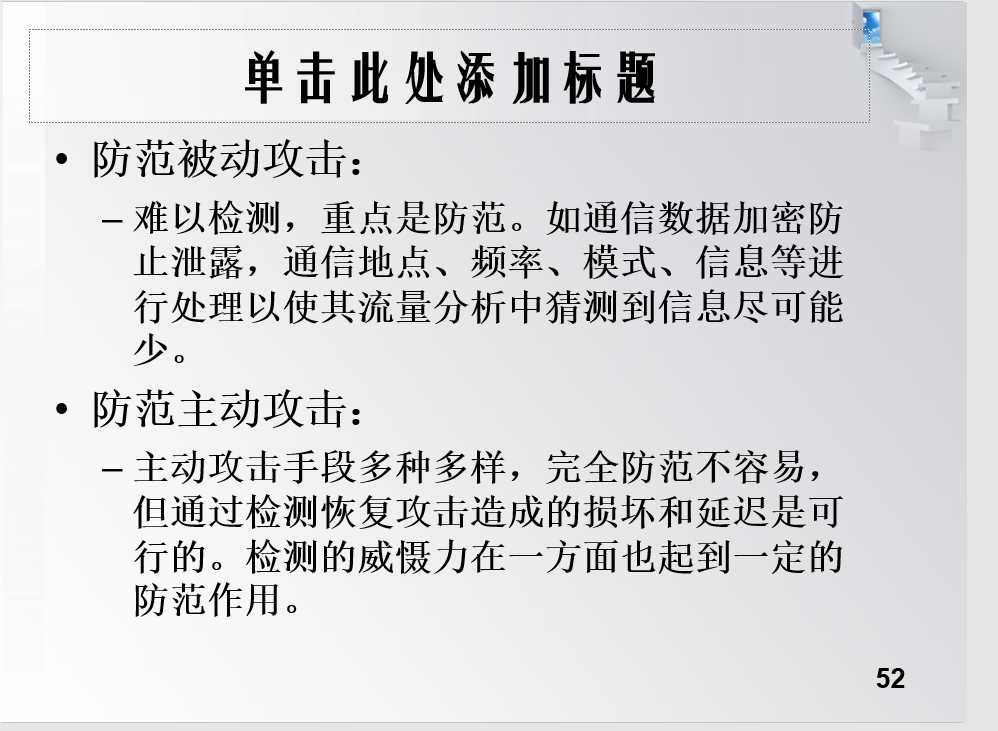 单击此处添加标题
• 防范被动攻击：
– 难以检测，重点是防范。如通信数据加密防
止泄露，通信地点、频率、模式、信息等进
行处理以使其流量分析中猜测到信息尽可能
少。
• 防范主动攻击：
– 主动攻击手段多种多样，完全防范不容易，
但通过检测恢复攻击造成的损坏和延迟是可
行的。检测的威慑力在一方面也起到一定的
防范作用。
52